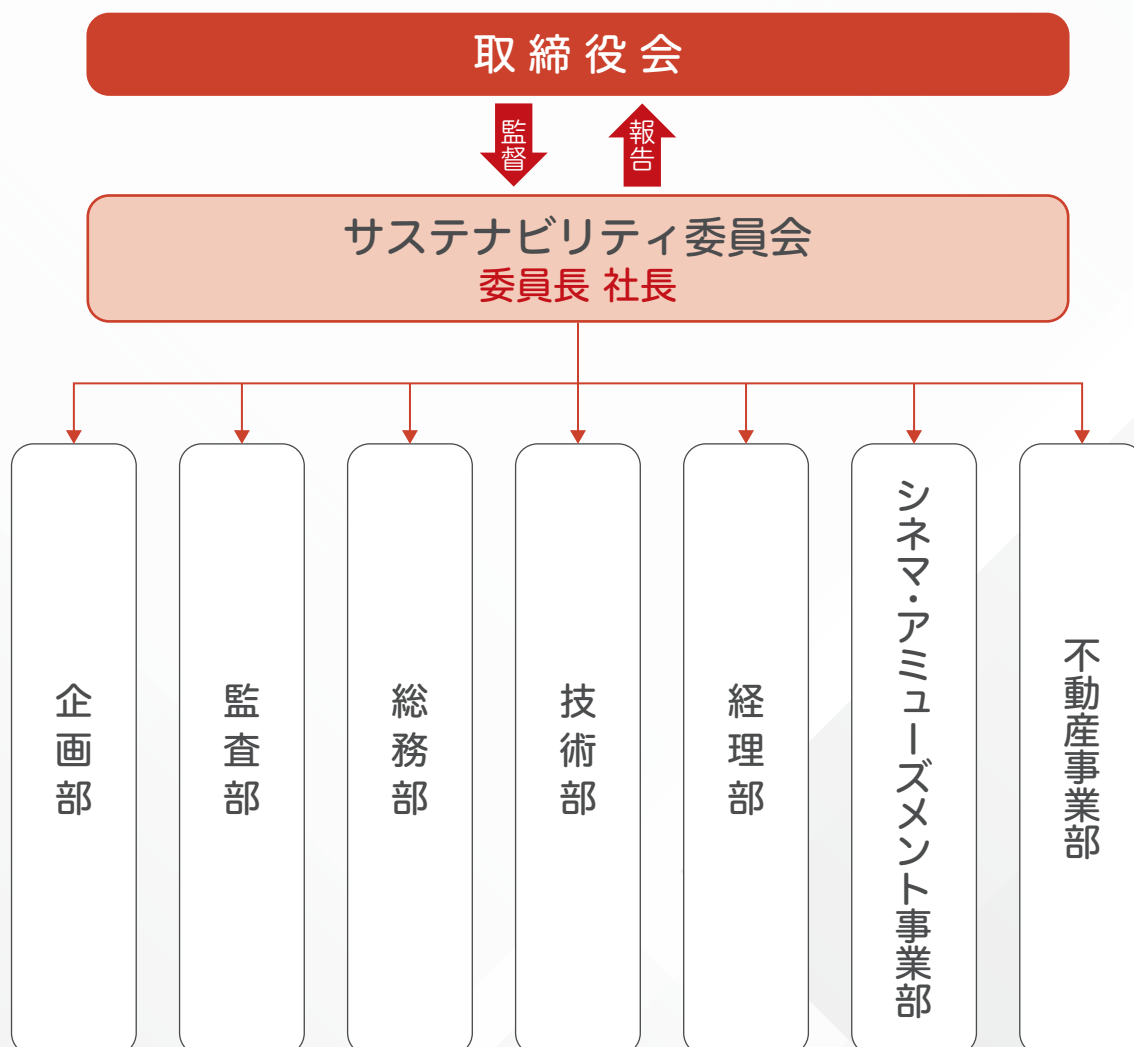 取締役会
監督
報告
サステナビリティ委員会
委員長 社長
企画部
監査部
総務部
技術部
経理部
シネマ・アミューズメント事業部
不動産事業部